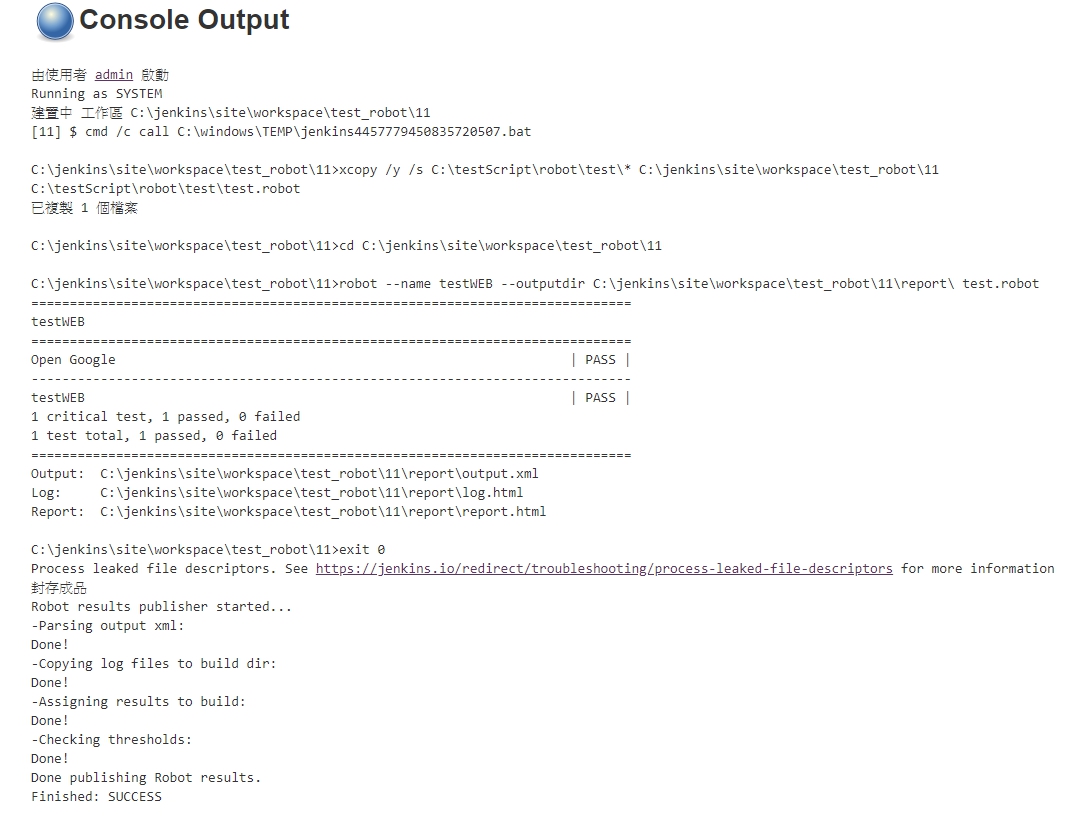 Console Output
由使用者 admin 啟動
Running as SYSTEM
建置中 工作區 C:\jenkins\site\workspace\test_robot\11
[11] $ cmd /c call C:\windows\TEMP\jenkins4457779450835720507.bat
C:\jenkins\site\workspace\test_robot\11>xcopy /y /s C:\testScript\robot\test\* C:\jenkins\site\workspace\test_robot\11
C:\testScript\robot\test\test.robot
已複製 1 個檔案
C:\jenkins\site\workspace\test_robot\11>cd C:\jenkins\site\workspace\test_robot\11
C:\jenkins\site\workspace\test_robot\11>robot --name testWEB --outputdir C:\jenkins\site\workspace\test_robot\11\report\ test.robot
==============================================================================
testWEB
==============================================================================
Open Google | PASS |
------------------------------------------------------------------------------
testWEB | PASS |
1 critical test, 1 passed, 0 failed
1 test total, 1 passed, 0 failed
==============================================================================
Output: C:\jenkins\site\workspace\test_robot\11\report\output.xml
Log: C:\jenkins\site\workspace\test_robot\11\report\log.html
Report: C:\jenkins\site\workspace\test_robot\11\report\report.html
C:\jenkins\site\workspace\test_robot\11>exit 0
Process leaked file descriptors. See https://jenkins.io/redirect/troubleshooting/process-leaked-file-descriptors for more information
封存成品
Robot results publisher started...
-Parsing output xml:
Done!
-Copying log files to build dir:
Done!
-Assigning results to build:
Done!
-Checking thresholds:
Done!
Done publishing Robot results.
Finished: SUCCESS